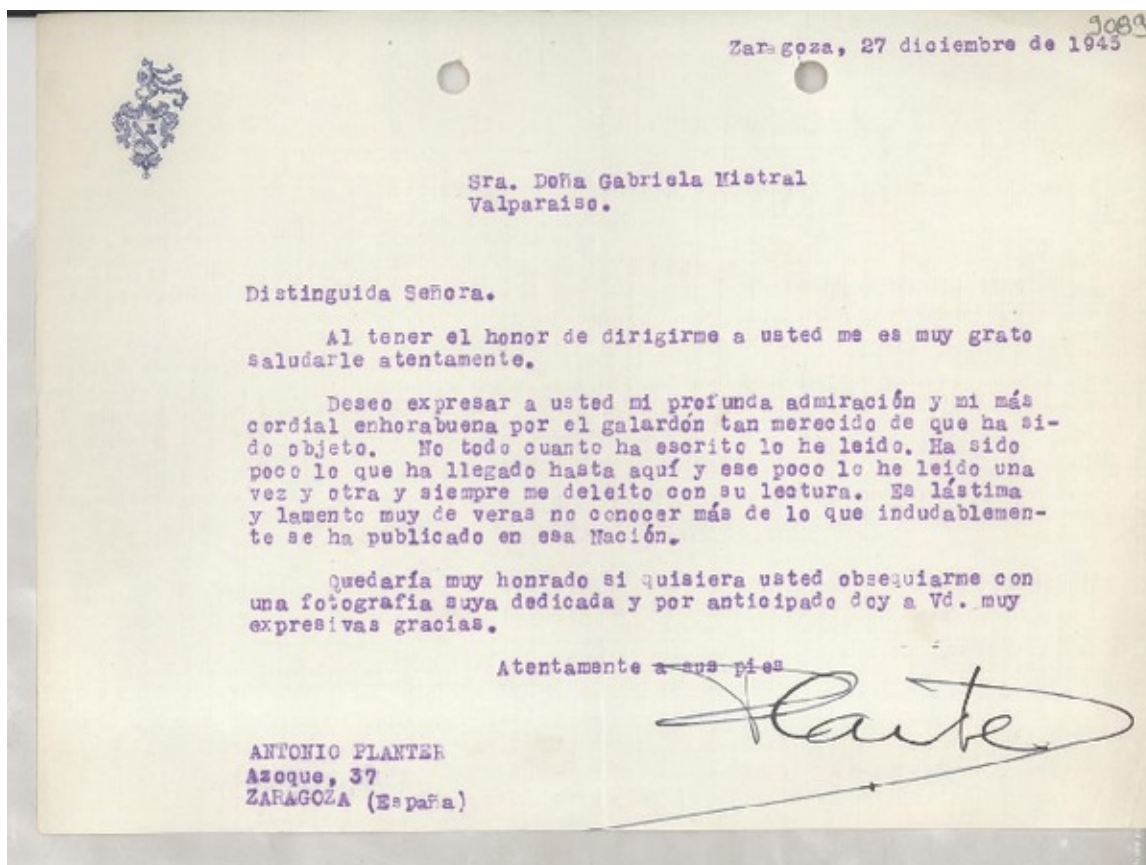 9089
Zaragoza, 27 diciembre de 1945
Sra. Doña Gabriela Mistral
Valparaiso.
Distinguida Señora.
Al tener el honor de dirigirme a usted me es muy grato
saludarle atentamente.
Deseo expresar a usted mi profunda admiración y mi más
cordial enhorabuena por el galardón tan merecido de que ha si-
do objeto. No todo cuanto ha escrito lo he leido. Ha sido
poco lo que ha llegado hasta aquí y ese poco lo he leido una
vez y otra y siempre me deleito con su lectura. Es lástima
y lamento muy de veras no conocer más de lo que indudablemen-
te se ha publicado en esa Nación.
Quedaría muy honrado si quisiera usted obsequiarme con
una fotografía suya dedicada y por anticipado doy a Vd. muy
expresivas gracias.
Atentamente a sus pies
Planter
ANTONIO PLANTER
Azoque, 37
ZARAGOZA (España)